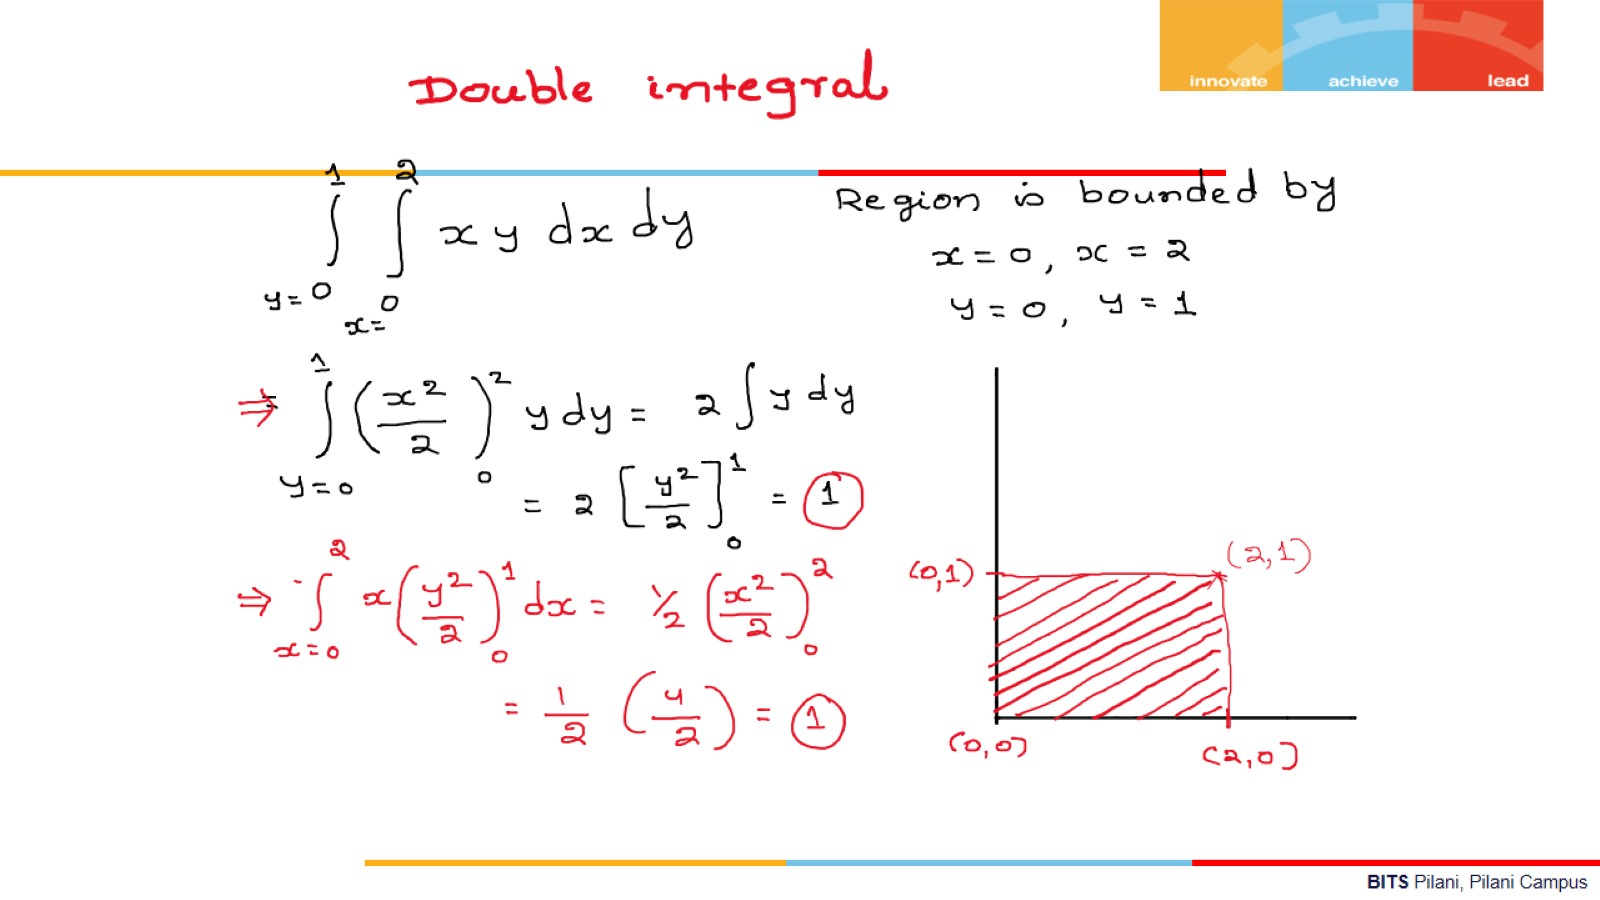 innovate achieve lead
Double integral
∫_{y=0}^{1} ∫_{x=0}^{2} x y dx dy
Region is bounded by
x = 0, x = 2
y = 0, y = 1
⇒ = ∫_{y=0}^{1} (x²/2)_0^2 y dy = 2 ∫ y dy
= 2 [y²/2]_0^1 = 1
⇒ ∫_{x=0}^{2} x (y²/2)_0^1 dx = 1/2 (x²/2)_0^2
= 1/2 (4/2) = 1
(0,1)
(2,1)
(0,0)
(2,0]
BITS Pilani, Pilani Campus